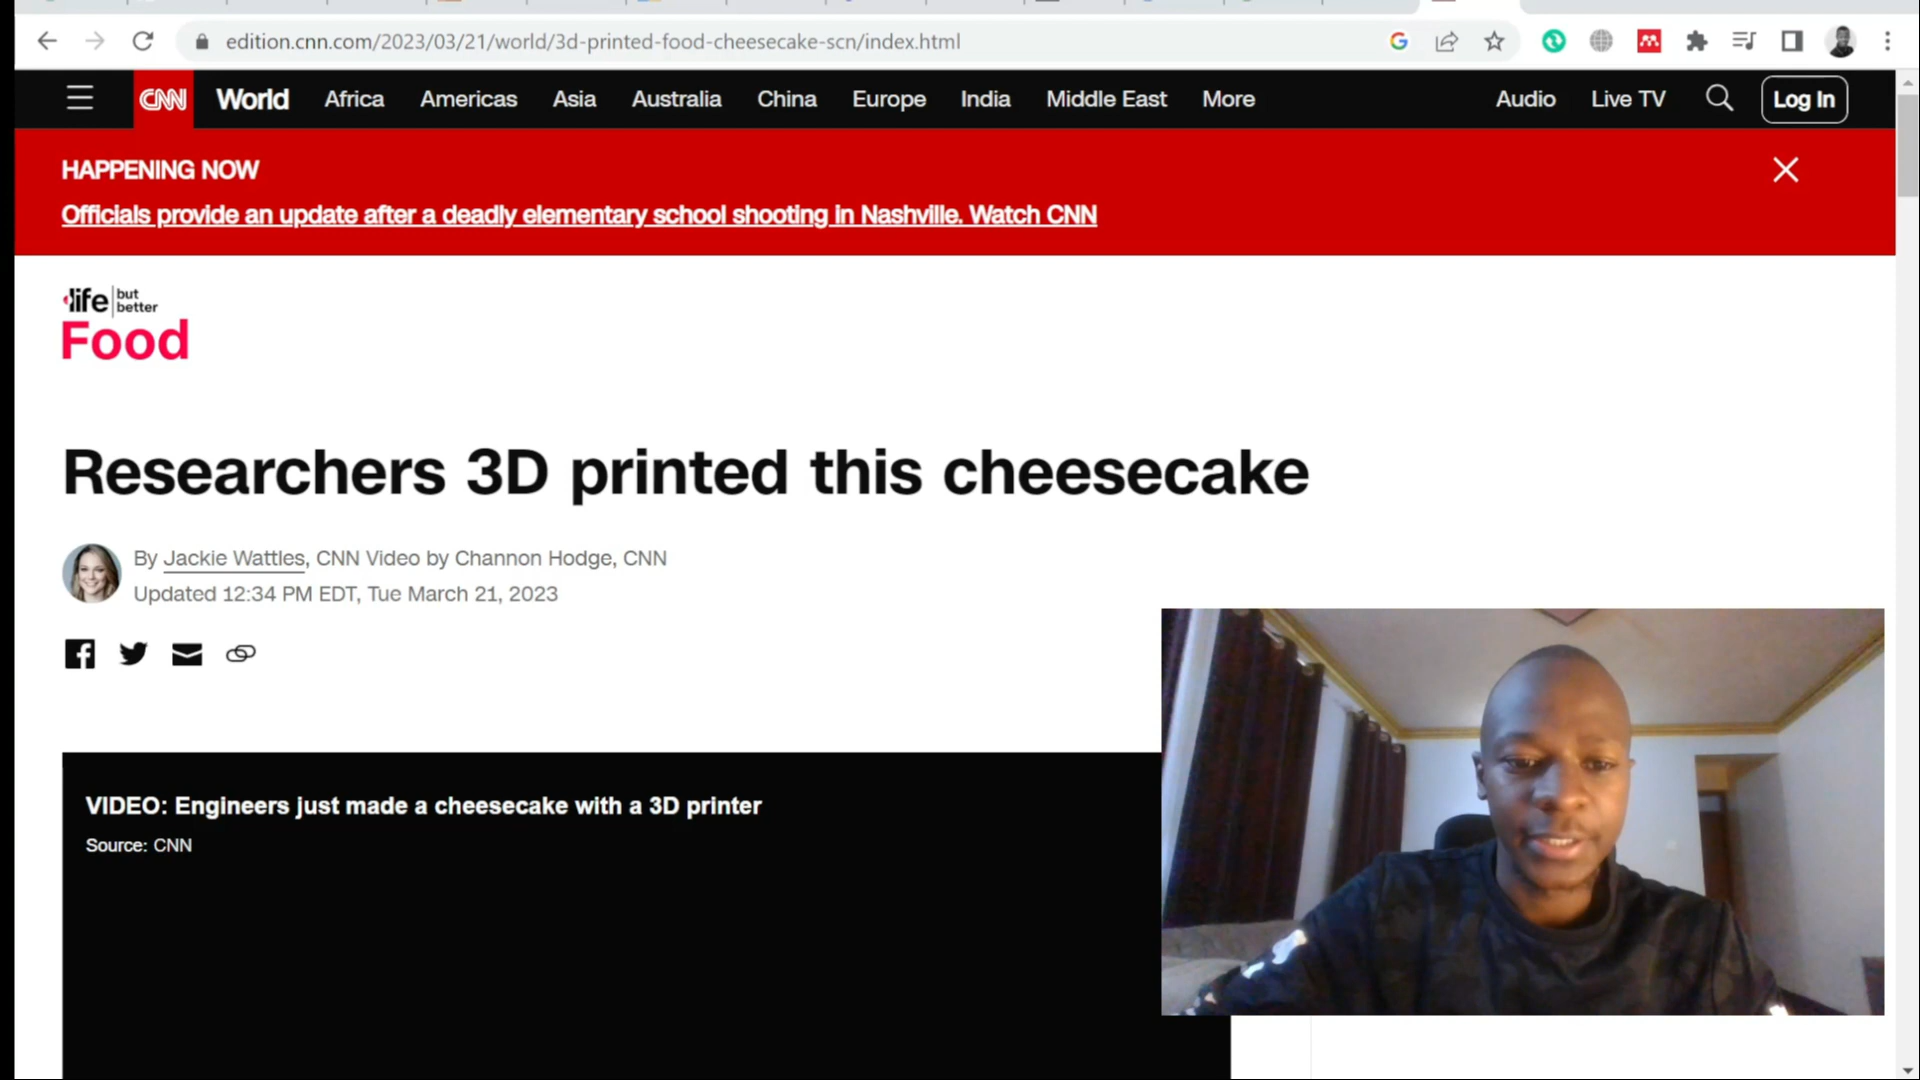 edition.cnn.com/2023/03/21/world/3d-printed-food-cheesecake-scn/index.html
CNN World Africa Americas Asia Australia China Europe India Middle East More Audio Live TV Log In
HAPPENING NOW
Officials provide an update after a deadly elementary school shooting in Nashville. Watch CNN
life but better
Food
Researchers 3D printed this cheesecake
By Jackie Wattles, CNN Video by Channon Hodge, CNN
Updated 12:34 PM EDT, Tue March 21, 2023
VIDEO: Engineers just made a cheesecake with a 3D printer
Source: CNN